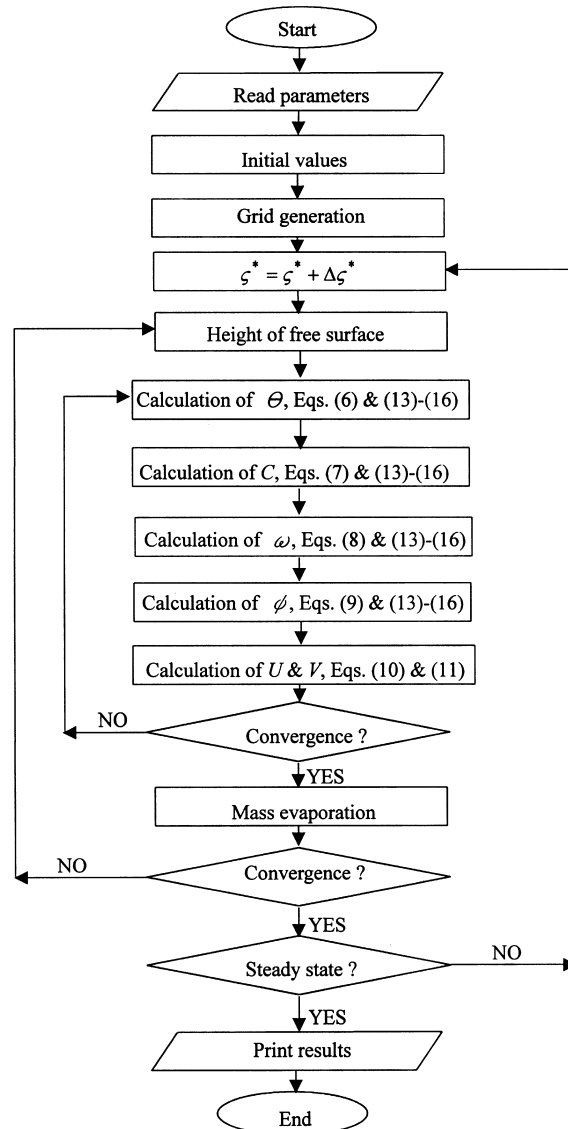 Start
Read parameters
Initial values
Grid generation
ς* = ς* + Δς*
Height of free surface
Calculation of Θ, Eqs. (6) & (13)-(16)
Calculation of C, Eqs. (7) & (13)-(16)
Calculation of ω, Eqs. (8) & (13)-(16)
Calculation of ϕ, Eqs. (9) & (13)-(16)
Calculation of U & V, Eqs. (10) & (11)
NO
Convergence ?
YES
Mass evaporation
NO
Convergence ?
YES
NO
Steady state ?
YES
Print results
End